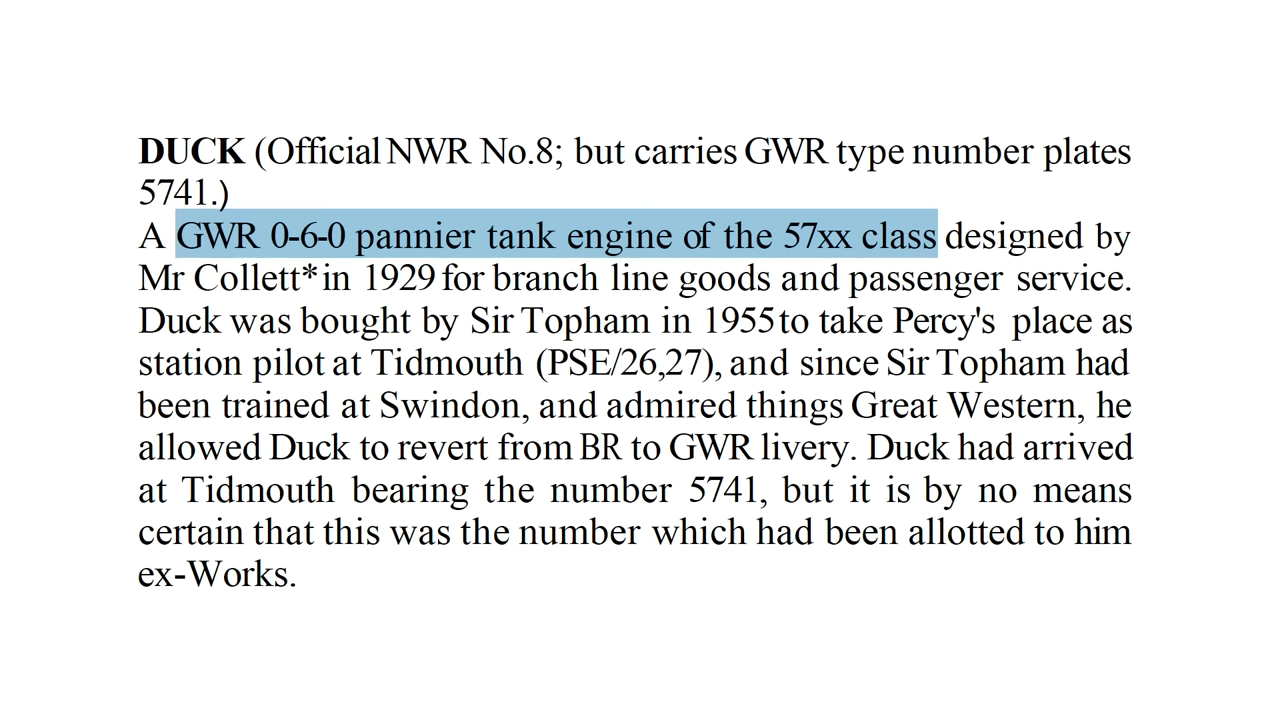 DUCK (Official NWR No.8; but carries GWR type number plates
5741.)
A GWR 0-6-0 pannier tank engine of the 57xx class designed by
Mr Collett* in 1929 for branch line goods and passenger service.
Duck was bought by Sir Topham in 1955 to take Percy's place as
station pilot at Tidmouth (PSE/26,27), and since Sir Topham had
been trained at Swindon, and admired things Great Western, he
allowed Duck to revert from BR to GWR livery. Duck had arrived
at Tidmouth bearing the number 5741, but it is by no means
certain that this was the number which had been allotted to him
ex-Works.